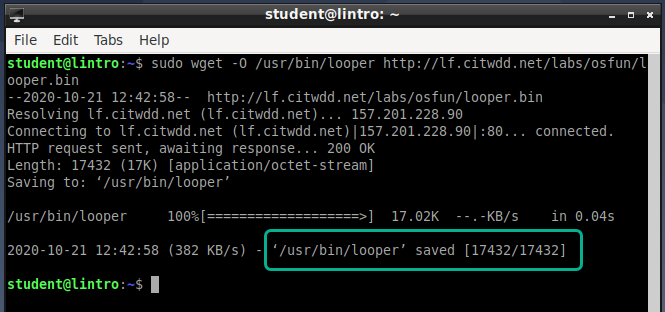 student@lintro: ~
File Edit Tabs Help
student@lintro:~$ sudo wget -O /usr/bin/looper http://lf.citwdd.net/labs/osfun/l
ooper.bin
--2020-10-21 12:42:58-- http://lf.citwdd.net/labs/osfun/looper.bin
Resolving lf.citwdd.net (lf.citwdd.net)... 157.201.228.90
Connecting to lf.citwdd.net (lf.citwdd.net)|157.201.228.90|:80... connected.
HTTP request sent, awaiting response... 200 OK
Length: 17432 (17K) [application/octet-stream]
Saving to: ‘/usr/bin/looper’
/usr/bin/looper 100%[===================>] 17.02K --.-KB/s in 0.04s
2020-10-21 12:42:58 (382 KB/s) - ‘/usr/bin/looper’ saved [17432/17432]
student@lintro:~$